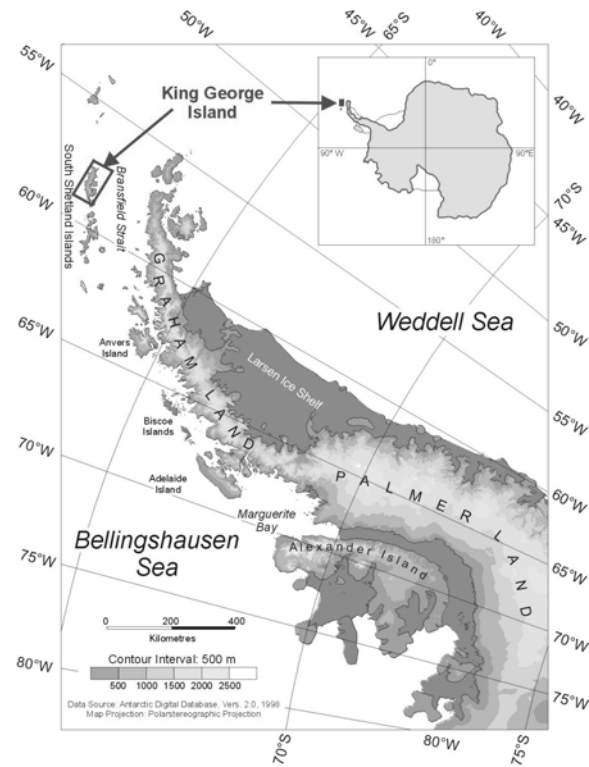 50°W
45°W
65°S
40°W
55°W
King George
Island
0°
90° W
90°E
180°
40°W
70°S
45°W
South Shetland Islands
Bransfield Strait
60°W
GRAHAM LAND
Weddell Sea
50°W
65°W
Anvers
Island
Larsen Ice Shelf
55°W
Biscoe
Islands
70°W
Adelaide
Island
PALMER LAND
60°W
Marguerite
Bay
Bellingshausen
Sea
Alexander Island
65°W
75°W
0 200 400
Kilometres
70°W
80°W
Contour Interval: 500 m
500 1000 1500 2000 2500
75°W
Data Source: Antarctic Digital Database, Vers. 2.0, 1998
Map Projection: Polarstereographic Projection
70°S
80°W
75°S